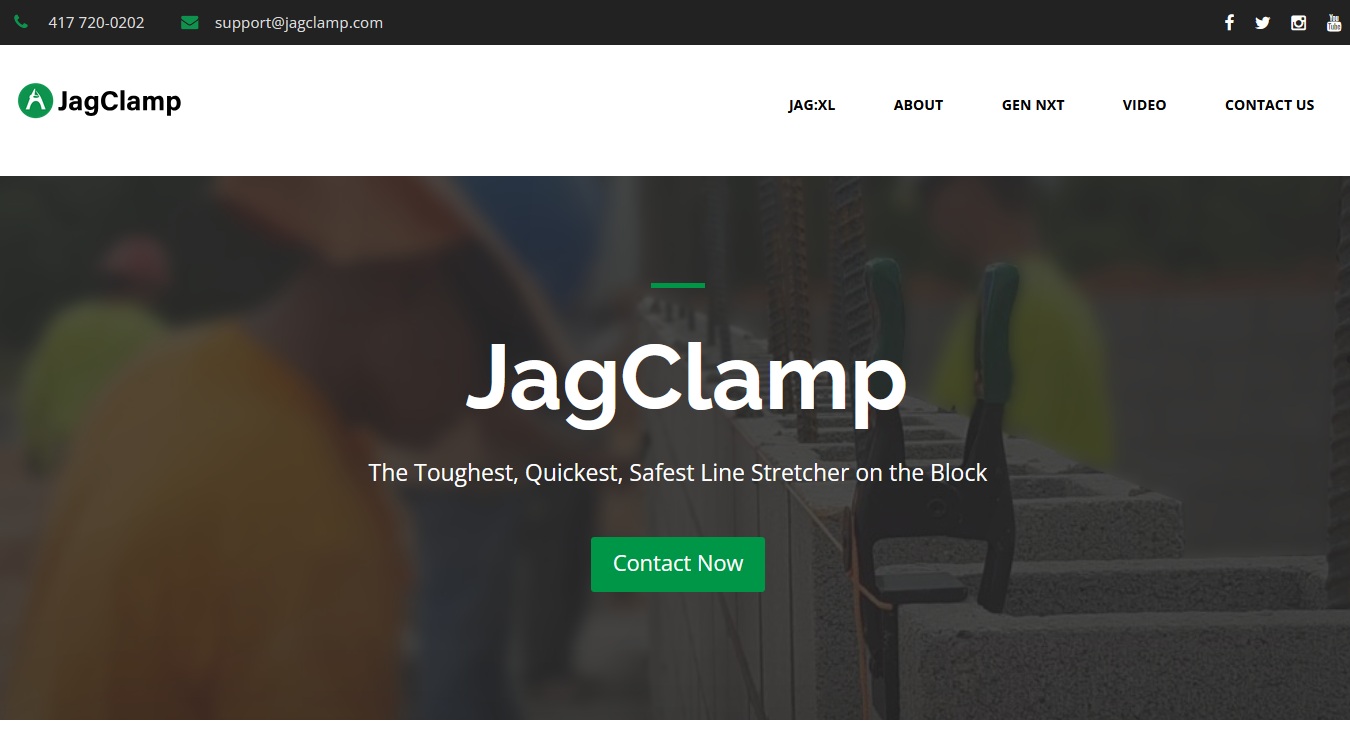 417 720-0202 support@jagclamp.com
JagClamp JAG:XL ABOUT GEN NXT VIDEO CONTACT US
JagClamp
The Toughest, Quickest, Safest Line Stretcher on the Block
Contact Now